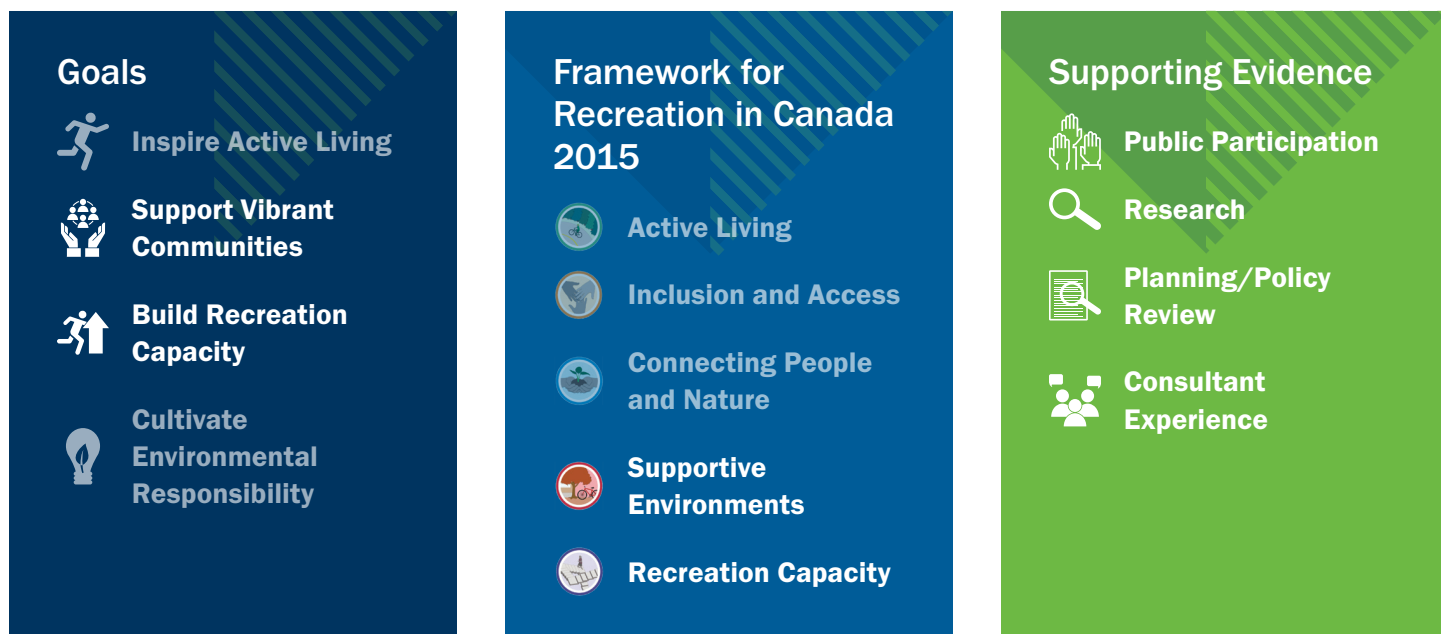 Goals
Inspire Active Living
Support Vibrant
Communities
Build Recreation
Capacity
Cultivate
Environmental
Responsibility
Framework for
Recreation in Canada
2015
Active Living
Inclusion and Access
Connecting People
and Nature
Supportive
Environments
Recreation Capacity
Supporting Evidence
Public Participation
Research
Planning/Policy
Review
Consultant
Experience